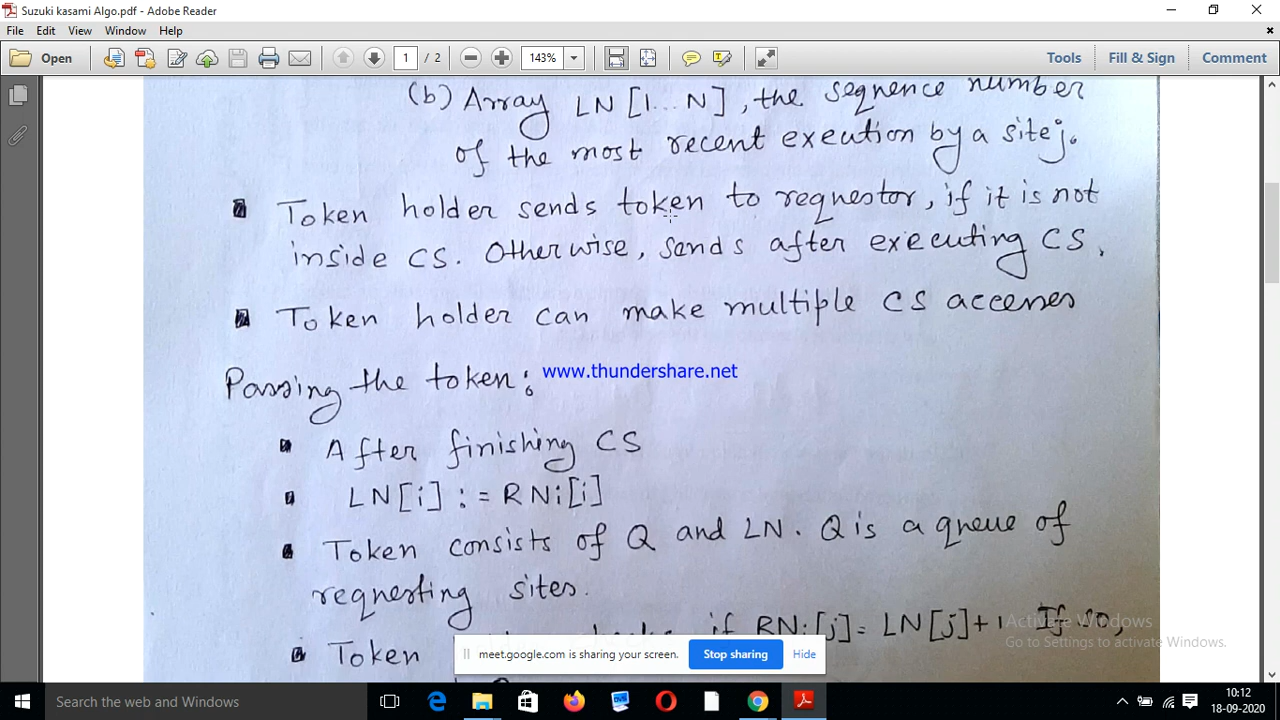 Suzuki kasami Algo.pdf - Adobe Reader
File Edit View Window Help
Open 1 / 2 143% Tools Fill & Sign Comment
(b) Array LN [1...N], the sequence number
of the most recent exeution by a site j.
Token holder sends token to requestor, if it is not
inside CS. Otherwise, sends after executing CS.
Token holder can make multiple CS accesses
Passing the token:
www.thundershare.net
After finishing CS
LN[i] := RNi[i]
Token consists of Q and LN. Q is a queue of
requesting sites.
Token if RNi[j] = LN[j]+1 If so,
Activate Windows
Go to Settings to activate Windows.
meet.google.com is sharing your screen. Stop sharing Hide
Search the web and Windows
10:12
18-09-2020